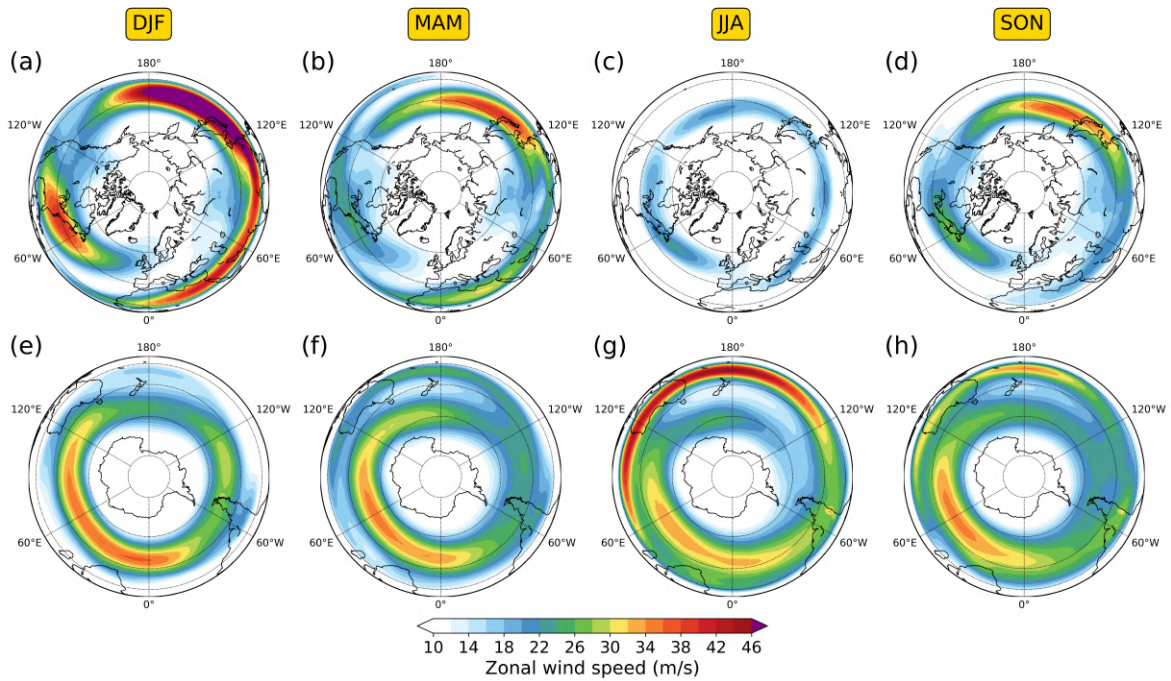 DJF MAM JJA SON
(a) (b) (c) (d)
180° 180° 180° 180°
120°W 120°E 120°W 120°E 120°W 120°E 120°W 120°E
60°W 60°E 60°W 60°E 60°W 60°E 60°W 60°E
0° 0° 0° 0°
(e) (f) (g) (h)
180° 180° 180° 180°
120°E 120°W 120°E 120°W 120°E 120°W 120°E 120°W
60°E 60°W 60°E 60°W 60°E 60°W 60°E 60°W
0° 0° 0° 0°
10 14 18 22 26 30 34 38 42 46
Zonal wind speed (m/s)